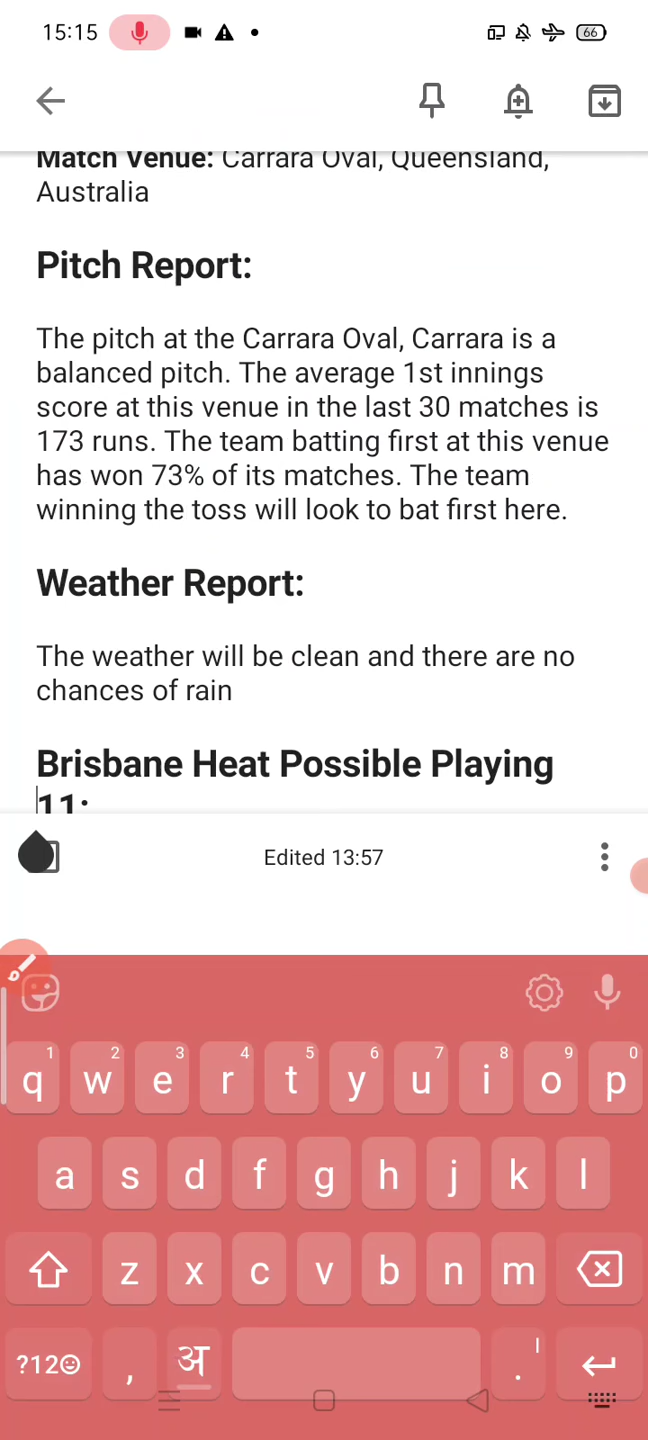 15:15
66
Match Venue: Carrara Oval, Queensland,
Australia
Pitch Report:
The pitch at the Carrara Oval, Carrara is a
balanced pitch. The average 1st innings
score at this venue in the last 30 matches is
173 runs. The team batting first at this venue
has won 73% of its matches. The team
winning the toss will look to bat first here.
Weather Report:
The weather will be clean and there are no
chances of rain
Brisbane Heat Possible Playing
11:
Edited 13:57
1 2 3 4 5 6 7 8 9 0
q w e r t y u i o p
a s d f g h j k l
z x c v b n m
?12☺ , अ . |